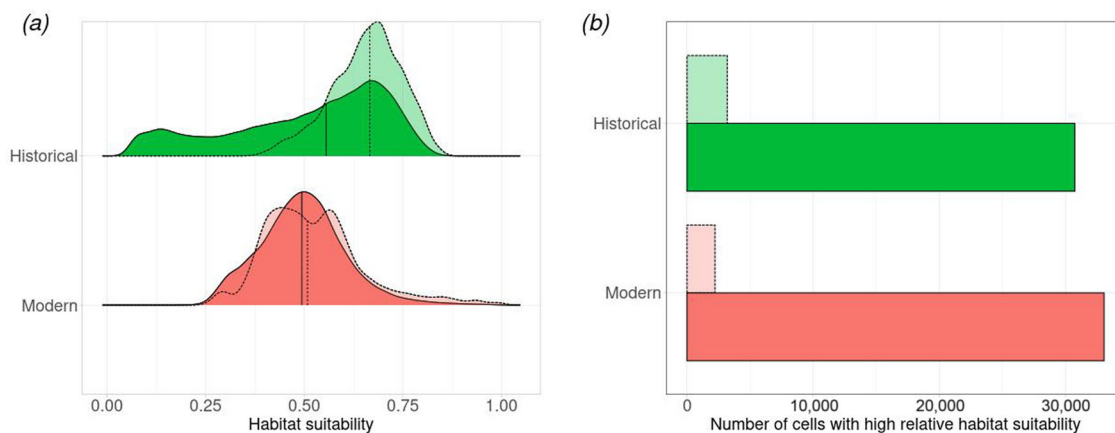 (a)
Historical
Modern
0.00 0.25 0.50 0.75 1.00
Habitat suitability
(b)
Historical
Modern
0 10,000 20,000 30,000
Number of cells with high relative habitat suitability